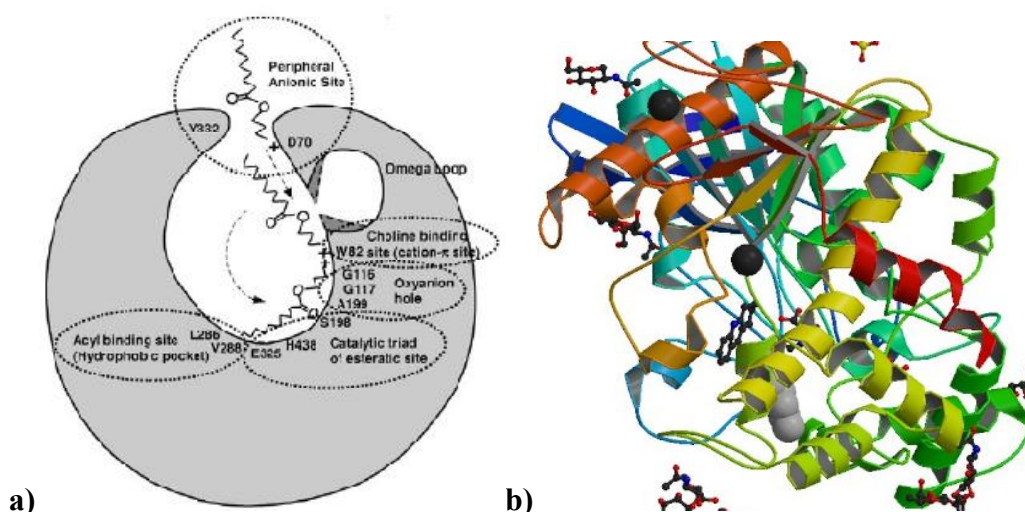 Peripheral
Anionic Site
Y332
D70
Omega Loop
Choline binding
W82 site (cation-π site)
G116
G117
Oxyanion
hole
A199
S198
L286
V288
E325
H438
Acyl binding site
(Hydrophobic pocket)
Catalytic triad
of esteratic site
a)
b)